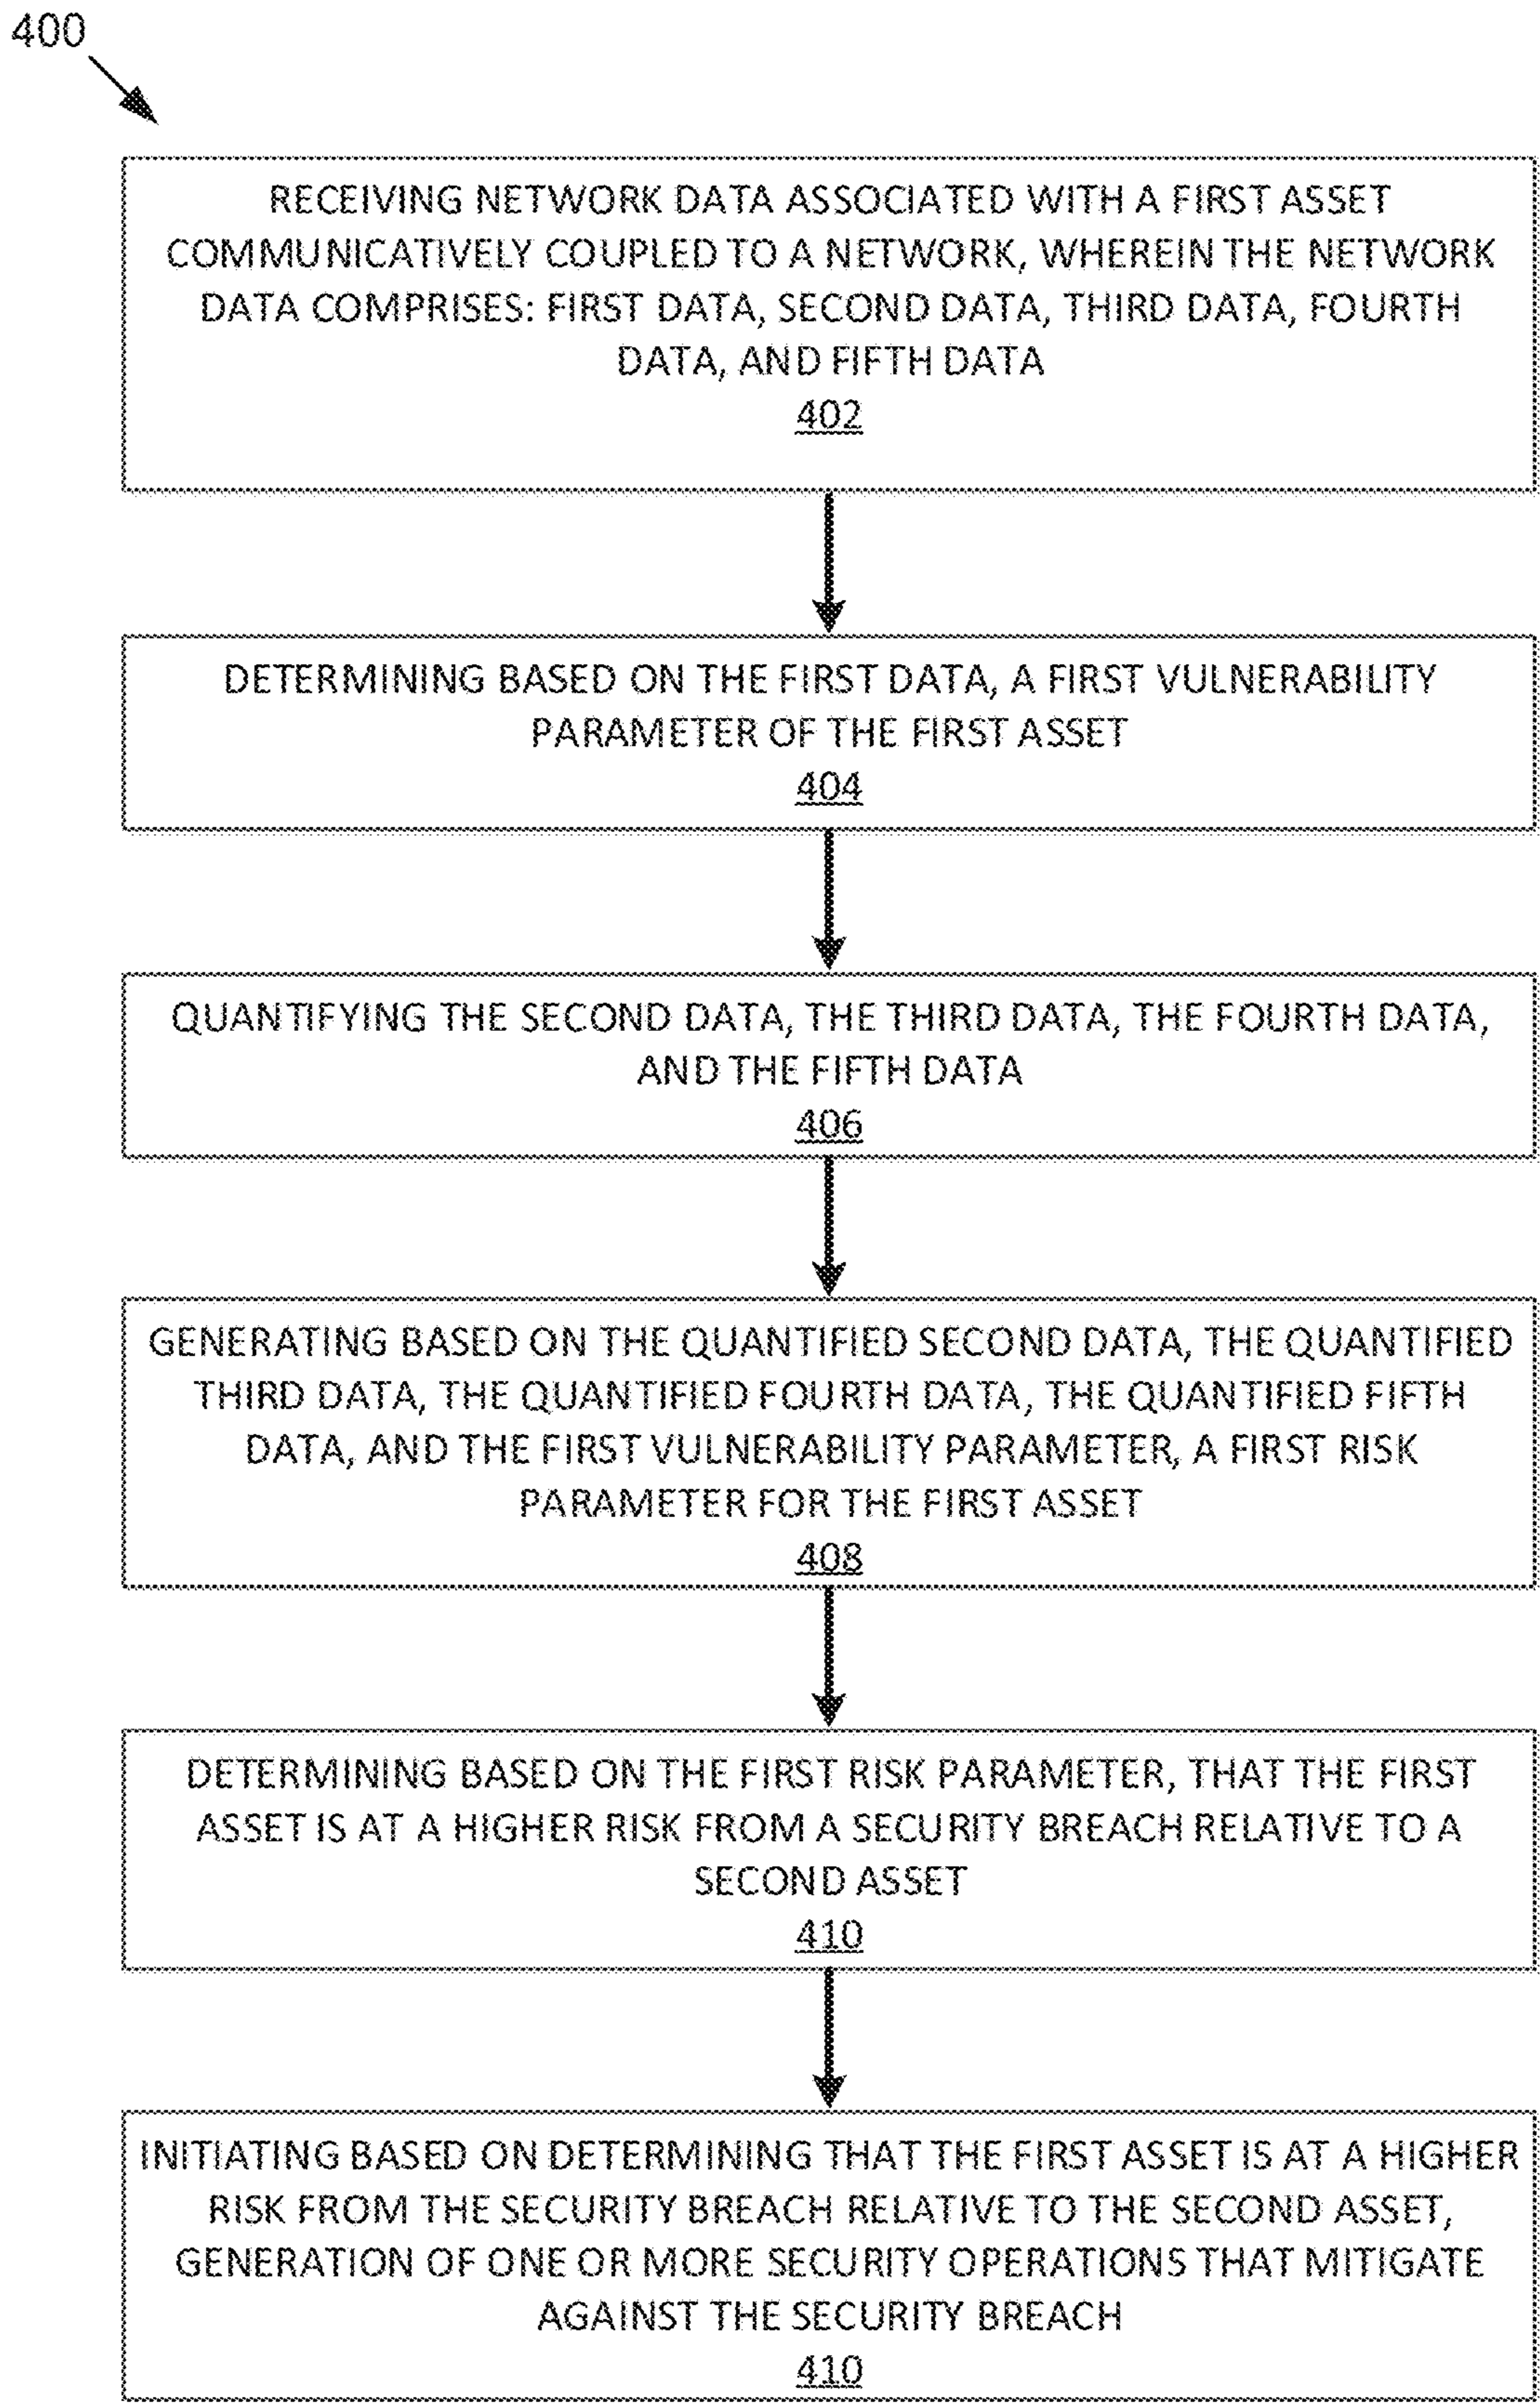 400
RECEIVING NETWORK DATA ASSOCIATED WITH A FIRST ASSET
COMMUNICATIVELY COUPLED TO A NETWORK, WHEREIN THE NETWORK
DATA COMPRISES: FIRST DATA, SECOND DATA, THIRD DATA, FOURTH
DATA, AND FIFTH DATA
402
DETERMINING BASED ON THE FIRST DATA, A FIRST VULNERABILITY
PARAMETER OF THE FIRST ASSET
404
QUANTIFYING THE SECOND DATA, THE THIRD DATA, THE FOURTH DATA,
AND THE FIFTH DATA
406
GENERATING BASED ON THE QUANTIFIED SECOND DATA, THE QUANTIFIED
THIRD DATA, THE QUANTIFIED FOURTH DATA, THE QUANTIFIED FIFTH
DATA, AND THE FIRST VULNERABILITY PARAMETER, A FIRST RISK
PARAMETER FOR THE FIRST ASSET
408
DETERMINING BASED ON THE FIRST RISK PARAMETER, THAT THE FIRST
ASSET IS AT A HIGHER RISK FROM A SECURITY BREACH RELATIVE TO A
SECOND ASSET
410
INITIATING BASED ON DETERMINING THAT THE FIRST ASSET IS AT A HIGHER
RISK FROM THE SECURITY BREACH RELATIVE TO THE SECOND ASSET,
GENERATION OF ONE OR MORE SECURITY OPERATIONS THAT MITIGATE
AGAINST THE SECURITY BREACH
410